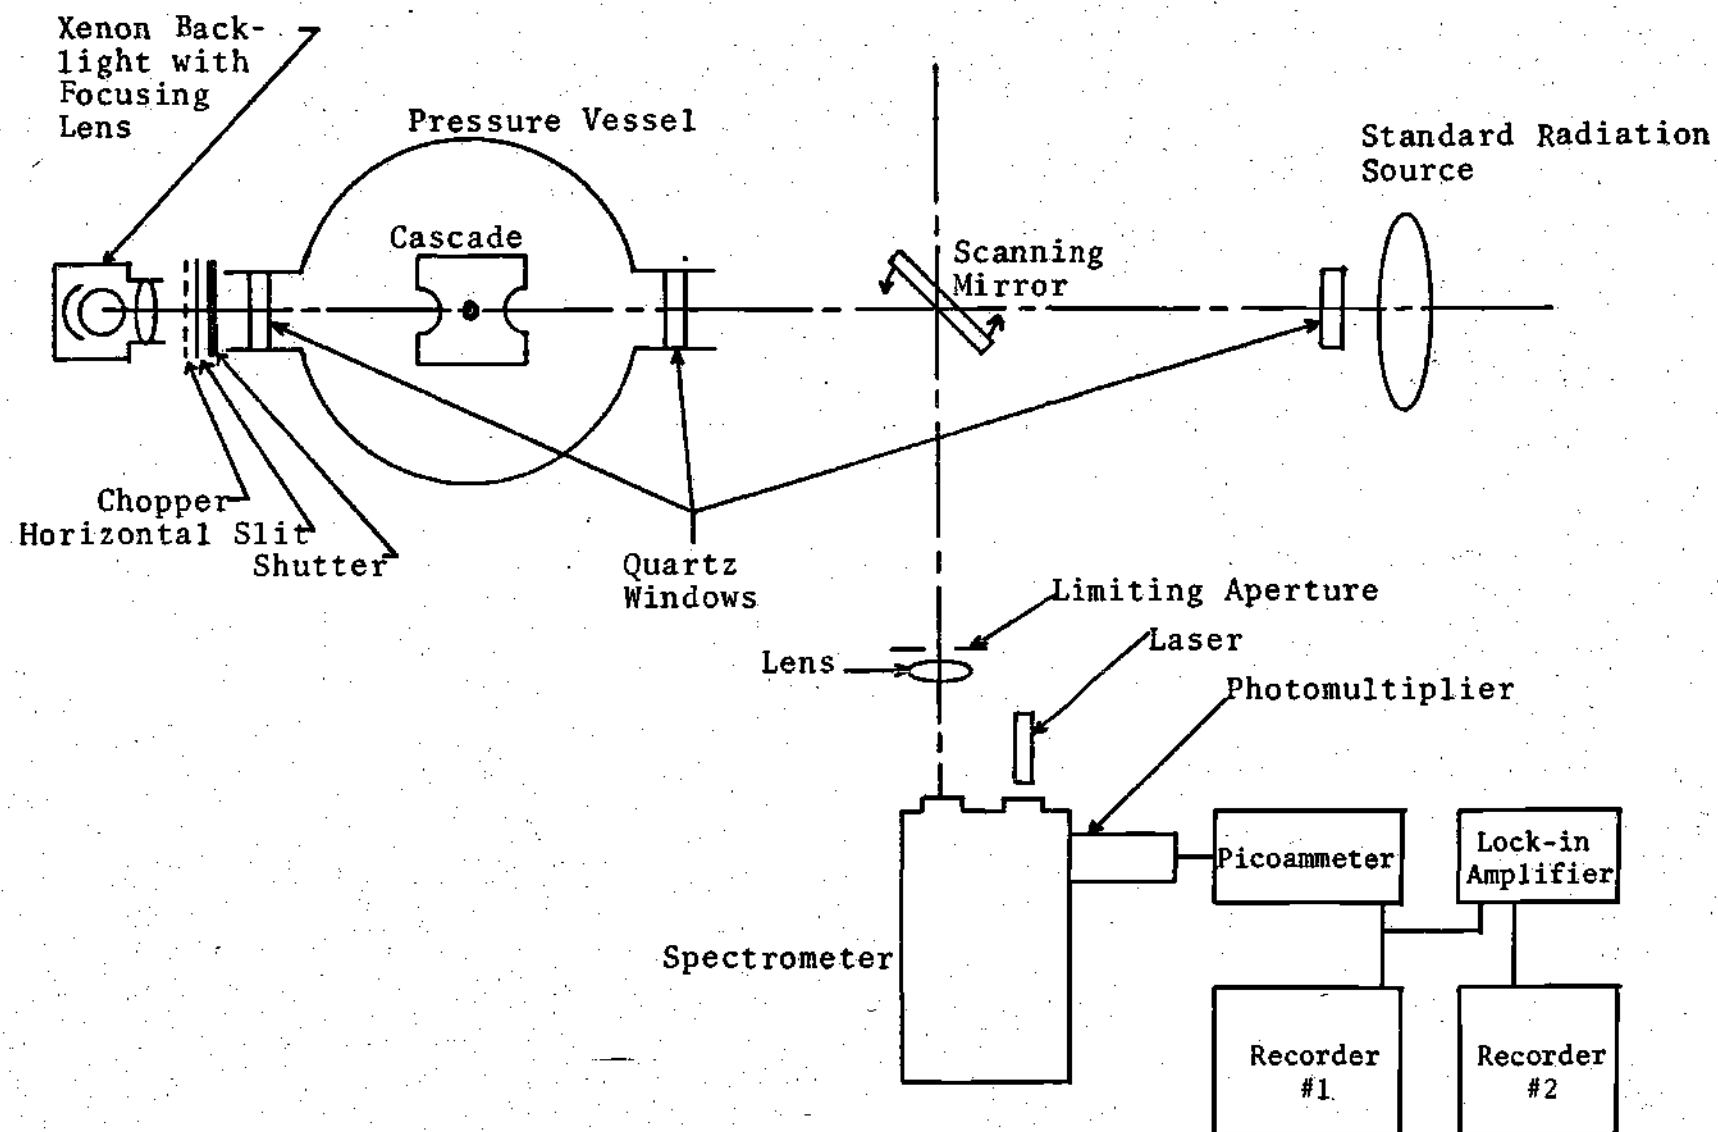 Xenon Back-
light with
Focusing
Lens
Pressure Vessel
Standard Radiation
Source
Cascade
Scanning
Mirror
Chopper
Horizontal Slit
Shutter
Quartz
Windows
Limiting Aperture
Laser
Lens
Photomultiplier
Picoammeter
Lock-in
Amplifier
Spectrometer
Recorder
#1
Recorder
#2